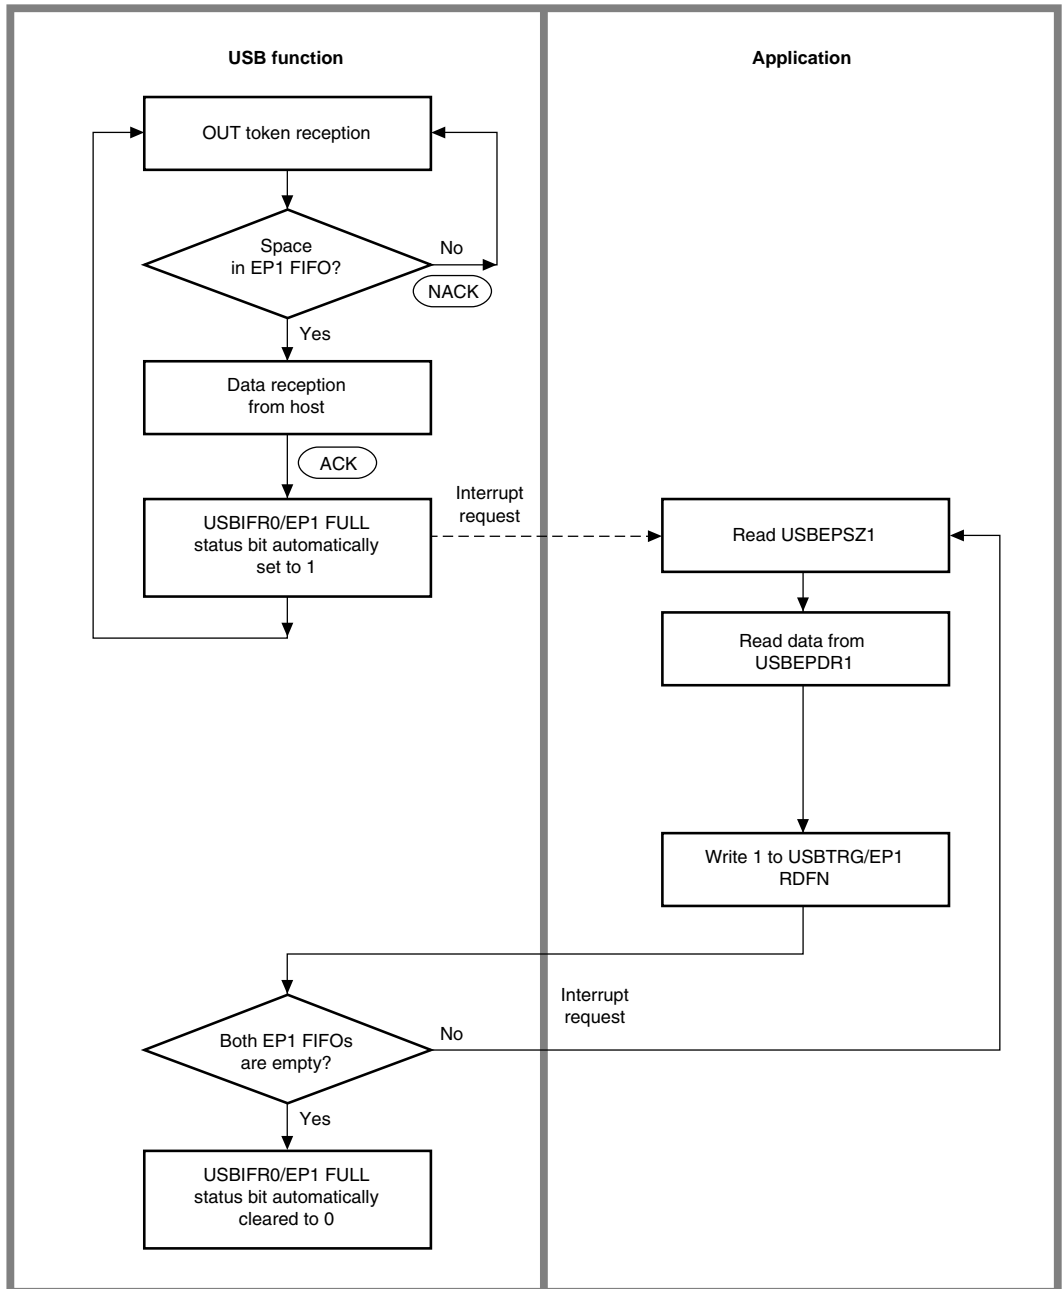 USB function
Application
OUT token reception
Space
in EP1 FIFO?
No
NACK
Yes
Data reception
from host
ACK
USBIFR0/EP1 FULL
status bit automatically
set to 1
Interrupt
request
Read USBEPSZ1
Read data from
USBEPDR1
Write 1 to USBTRG/EP1
RDFN
Interrupt
request
Both EP1 FIFOs
are empty?
No
Yes
USBIFR0/EP1 FULL
status bit automatically
cleared to 0